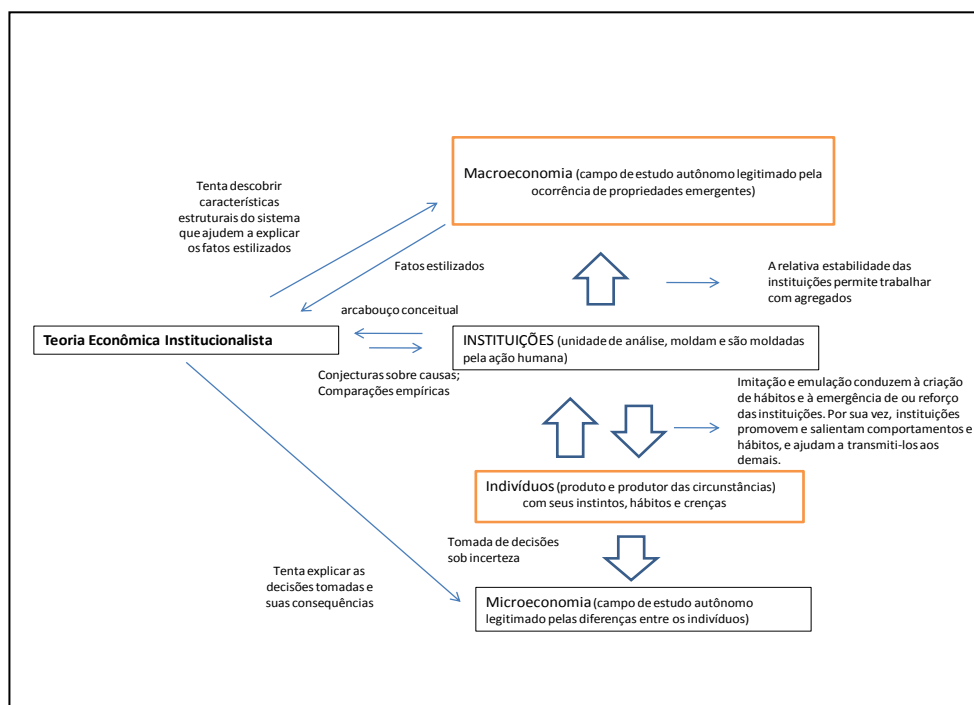 Macroeconomia (campo de estudo autônomo legitimado pela
ocorrência de propriedades emergentes)
Tenta descobrir
características
estruturais do sistema
que ajudem a explicar
os fatos estilizados
Fatos estilizados
A relativa estabilidade das
instituições permite trabalhar
com agregados
arcabouço conceitual
Teoria Econômica Institucionalista
INSTITUIÇÕES (unidade de análise, moldam e são moldadas
pela ação humana)
Conjecturas sobre causas;
Comparações empíricas
Imitação e emulação conduzem à criação
de hábitos e à emergência de ou reforço
das instituições. Por sua vez, instituições
promovem e salientam comportamentos e
hábitos, e ajudam a transmiti-los aos
demais.
Indivíduos (produto e produtor das circunstâncias)
com seus instintos, hábitos e crenças
Tomada de decisões
sob incerteza
Tenta explicar as
decisões tomadas e
suas consequências
Microeconomia (campo de estudo autônomo
legitimado pelas diferenças entre os indivíduos)